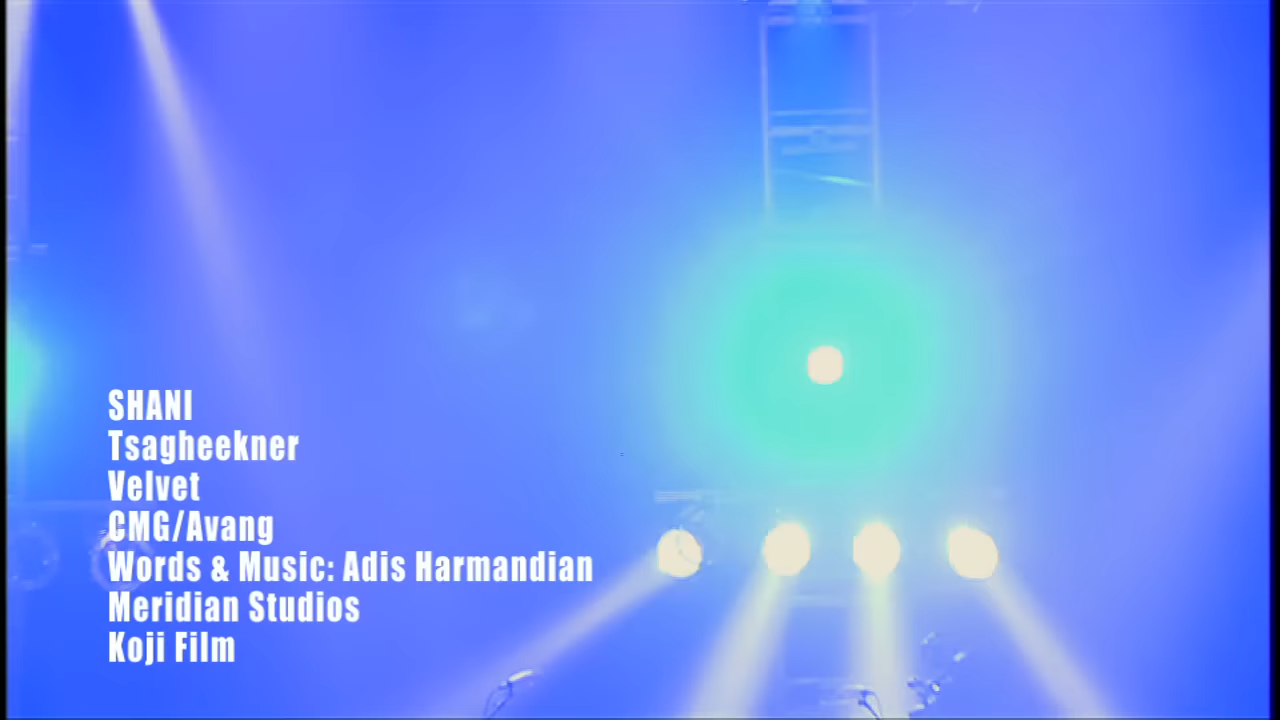 SHANI
Tsagheekner
Velvet
CMG/Avang
Words & Music: Adis Harmandian
Meridian Studios
Koji Film